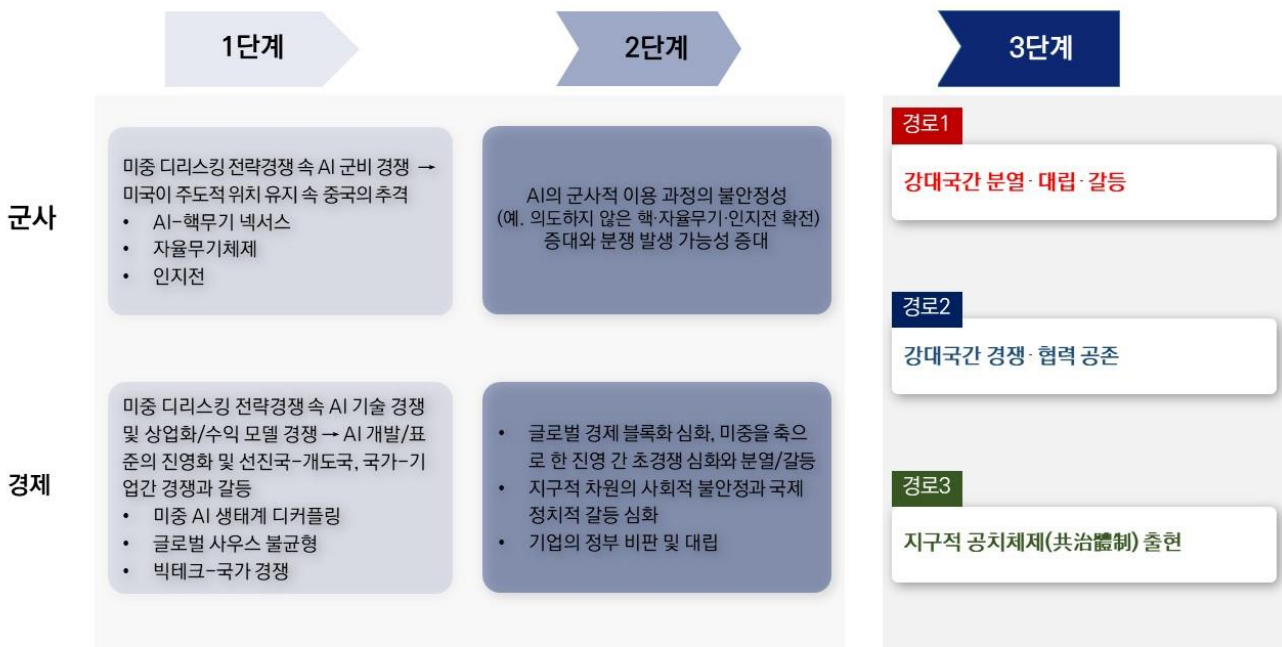 1단계
2단계
3단계
군사
미중 디리스킹 전략경쟁 속 AI 군비 경쟁 →
미국이 주도적 위치 유지 속 중국의 추격
• AI-핵무기 넥서스
• 자율무기체제
• 인지전
AI의 군사적 이용 과정의 불안정성
(예. 의도하지 않은 핵·자율무기·인지전 확전)
증대와 분쟁 발생 가능성 증대
경제
미중 디리스킹 전략경쟁 속 AI 기술 경쟁
및 상업화/수익 모델 경쟁 → AI 개발/표
준의 진영화 및 선진국-개도국, 국가-기
업간 경쟁과 갈등
• 미중 AI 생태계 디커플링
• 글로벌 사우스 불균형
• 빅테크-국가 경쟁
• 글로벌 경제 블록화 심화, 미중을 축으
로 한 진영 간 초경쟁 심화와 분열/갈등
• 지구적 차원의 사회적 불안정과 국제
정치적 갈등 심화
• 기업의 정부 비판 및 대립
경로1
강대국간 분열·대립·갈등
경로2
강대국간 경쟁·협력 공존
경로3
지구적 공치체제(共治體制) 출현